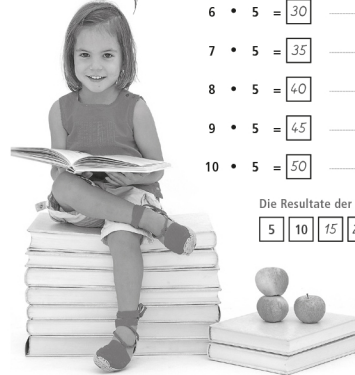 6 • 5 = 30
7 • 5 = 35
8 • 5 = 40
9 • 5 = 45
10 • 5 = 50
Die Resultate der
5 10 15